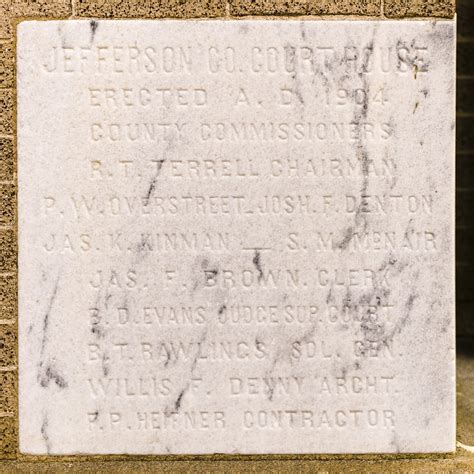 JEFFERSON CO. COURT HOUSE
ERECTED A. D. 1904
COUNTY COMMISSIONERS
R. T. TERRELL CHAIRMAN
P. W. OVERSTREET. JOSH. F. DENTON
JAS. K. KINMAN — S. M. McNAIR
JAS. F. BROWN. CLERK
B. D. EVANS JUDGE SUP. COURT
B. T. RAWLINGS, SOL. GEN.
WILLIS F. DENNY ARCHT.
F. P. HEIFNER CONTRACTOR